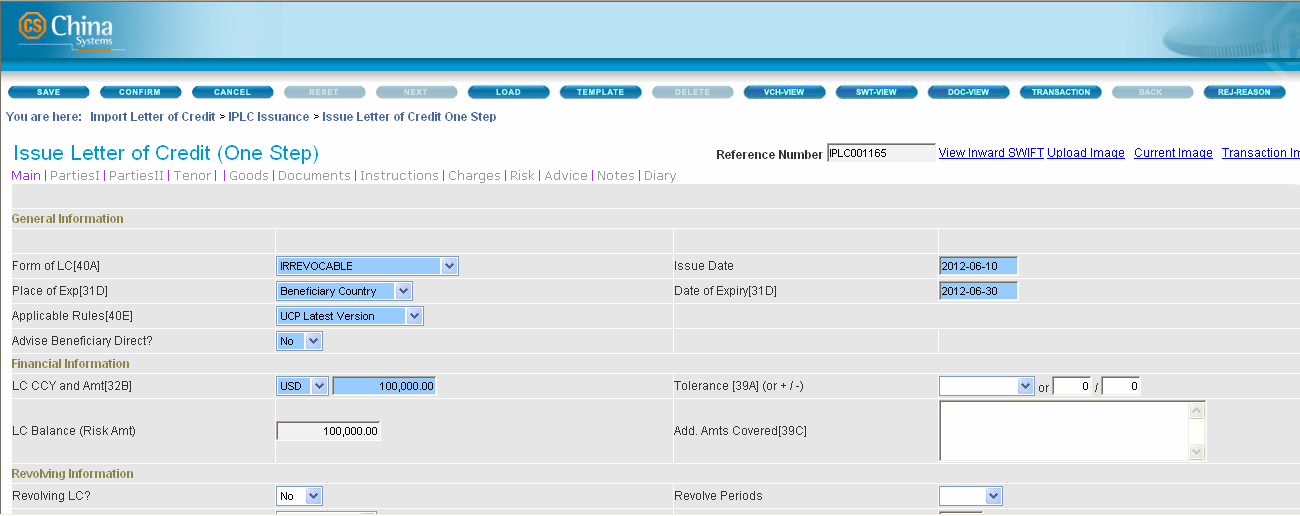 CS China
Systems
SAVE CONFIRM CANCEL RESET NEXT LOAD TEMPLATE DELETE VCH-VIEW SWT-VIEW DOC-VIEW TRANSACTION BACK REJ-REASON
You are here: Import Letter of Credit > IPLC Issuance > Issue Letter of Credit One Step
Issue Letter of Credit (One Step) Reference Number IPLC001165 View Inward SWIFT Upload Image Current Image Transaction Im
Main | PartiesI | PartiesII | Tenor | | Goods | Documents | Instructions | Charges | Risk | Advice | Notes | Diary
General Information
Form of LC[40A] IRREVOCABLE Issue Date 2012-06-10
Place of Exp[31D] Beneficiary Country Date of Expiry[31D] 2012-06-30
Applicable Rules[40E] UCP Latest Version
Advise Beneficiary Direct? No
Financial Information
LC CCY and Amt[32B] USD 100,000.00 Tolerance [39A] (or + / -) or 0 / 0
LC Balance (Risk Amt) 100,000.00 Add. Amts Covered[39C]
Revolving Information
Revolving LC? No Revolve Periods